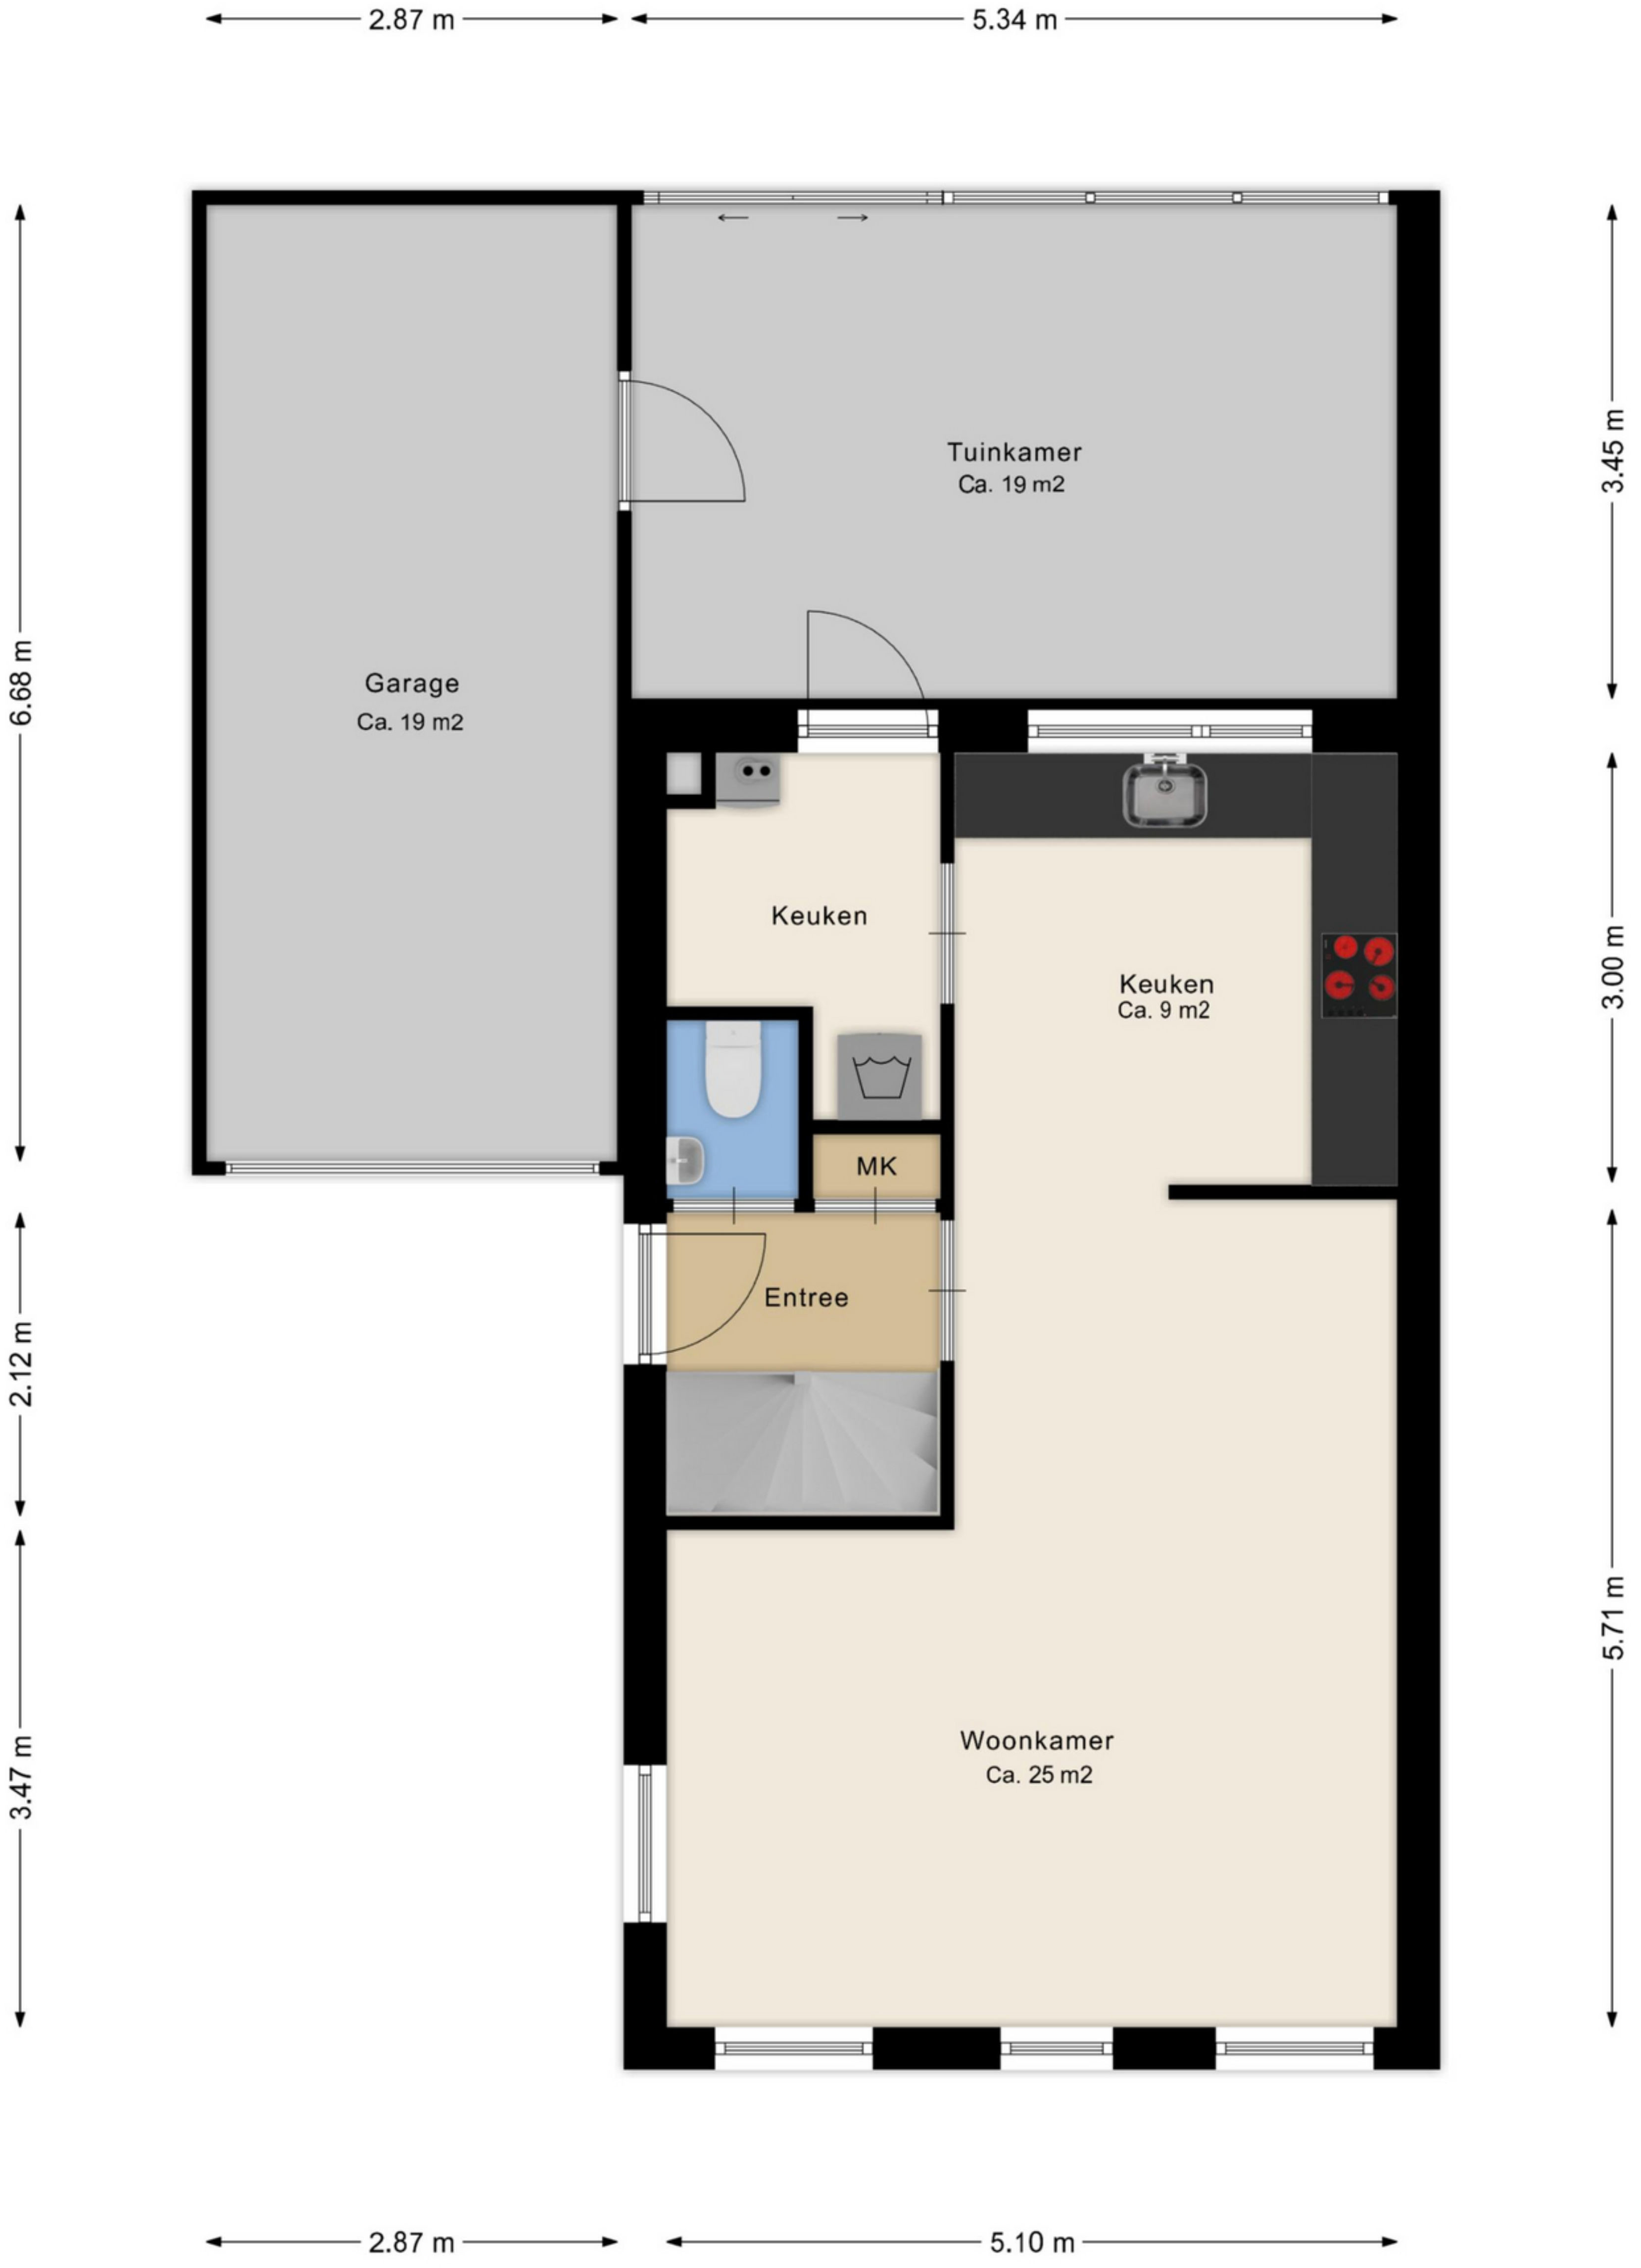 2.87 m
5.34 m
6.68 m
3.45 m
Tuinkamer
Ca. 19 m2
Garage
Ca. 19 m2
Keuken
Keuken
Ca. 9 m2
3.00 m
MK
Entree
2.12 m
3.47 m
5.71 m
Woonkamer
Ca. 25 m2
2.87 m
5.10 m